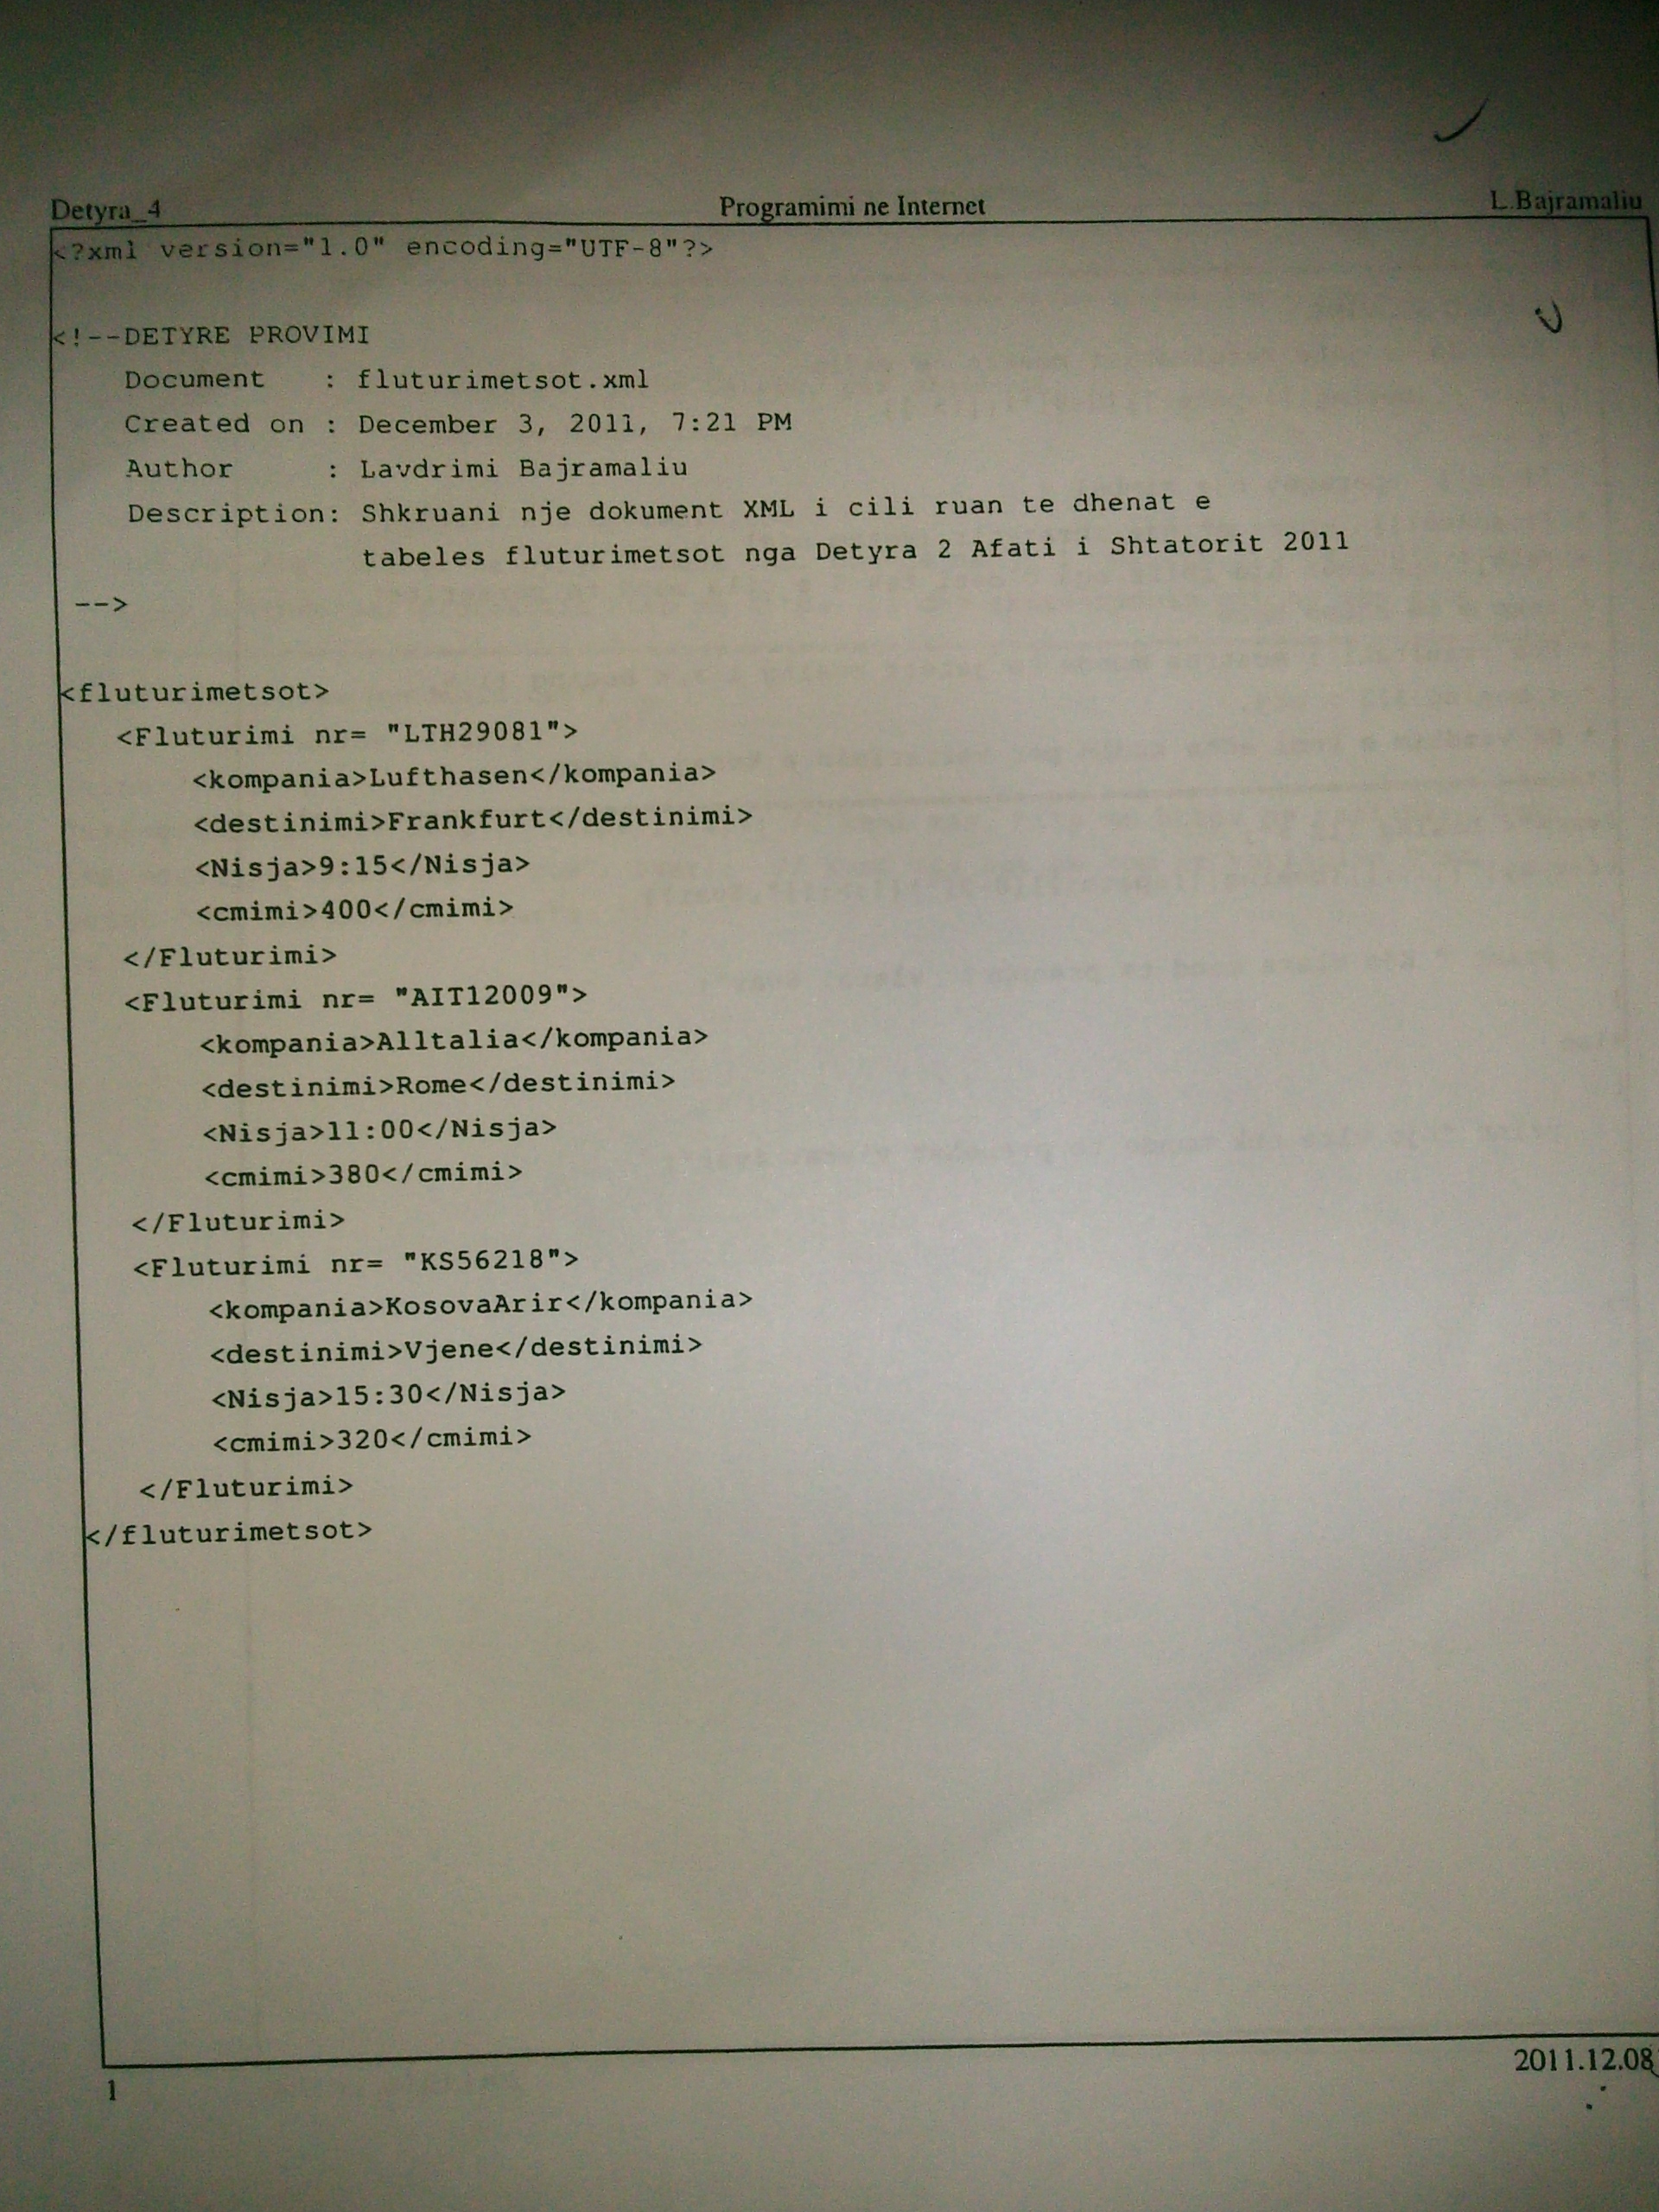 Detyra_4 Programimi ne Internet L.Bajramaliu
<?xml version="1.0" encoding="UTF-8"?>
<!--DETYRE PROVIMI
Document : fluturimetsot.xml
Created on : December 3, 2011, 7:21 PM
Author : Lavdrimi Bajramaliu
Description: Shkruani nje dokument XML i cili ruan te dhenat e
tabeles fluturimetsot nga Detyra 2 Afati i Shtatorit 2011
-->
<fluturimetsot>
<Fluturimi nr= "LTH29081">
<kompania>Lufthasen</kompania>
<destinimi>Frankfurt</destinimi>
<Nisja>9:15</Nisja>
<cmimi>400</cmimi>
</Fluturimi>
<Fluturimi nr= "AIT12009">
<kompania>Alltalia</kompania>
<destinimi>Rome</destinimi>
<Nisja>11:00</Nisja>
<cmimi>380</cmimi>
</Fluturimi>
<Fluturimi nr= "KS56218">
<kompania>KosovaArir</kompania>
<destinimi>Vjene</destinimi>
<Nisja>15:30</Nisja>
<cmimi>320</cmimi>
</Fluturimi>
</fluturimetsot>
2011.12.08
1